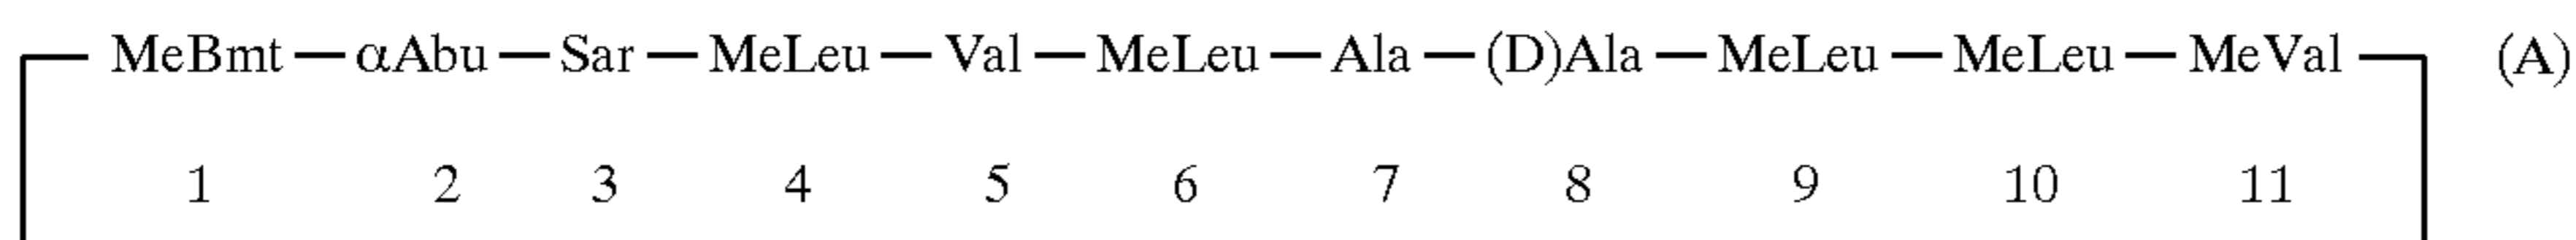 MeBmt — αAbu — Sar — MeLeu — Val — MeLeu — Ala — (D)Ala — MeLeu — MeLeu — MeVal (A)
1 2 3 4 5 6 7 8 9 10 11